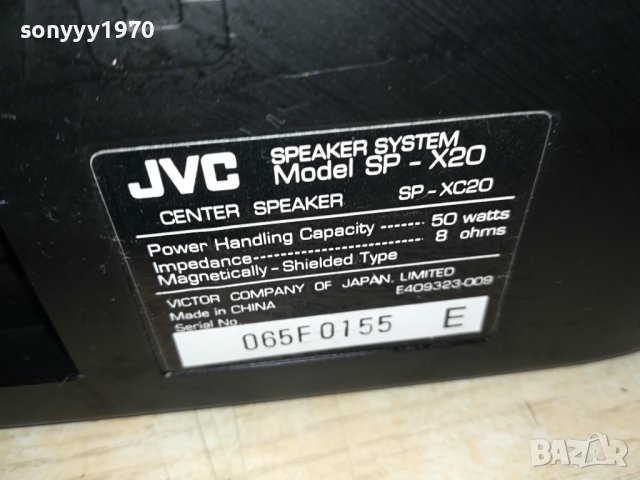 sonyyy1970
JVC SPEAKER SYSTEM
Model SP - X20
CENTER SPEAKER SP - XC20
Power Handling Capacity ------ 50 watts
Impedance-------------------- 8 ohms
Magnetically - Shielded Type
VICTOR COMPANY OF JAPAN, LIMITED
Made in CHINA E409323-009
Serial No.
065F0155 E
BAZAR